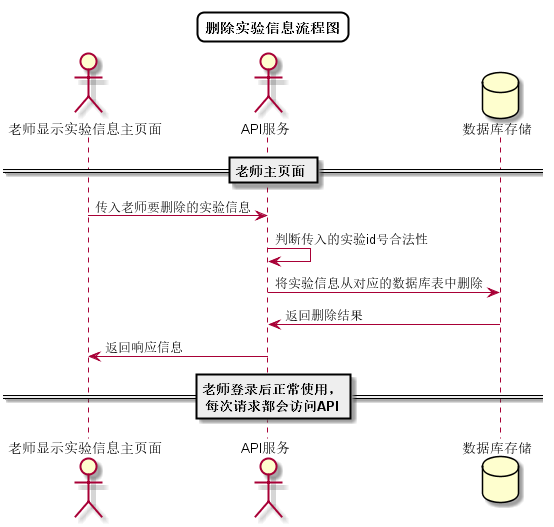 删除实验信息流程图
老师显示实验信息主页面
API服务
数据库存储
老师主页面
传入老师要删除的实验信息
判断传入的实验id号合法性
将实验信息从对应的数据库表中删除
返回删除结果
返回响应信息
老师登录后正常使用，
每次请求都会访问API
老师显示实验信息主页面
API服务
数据库存储